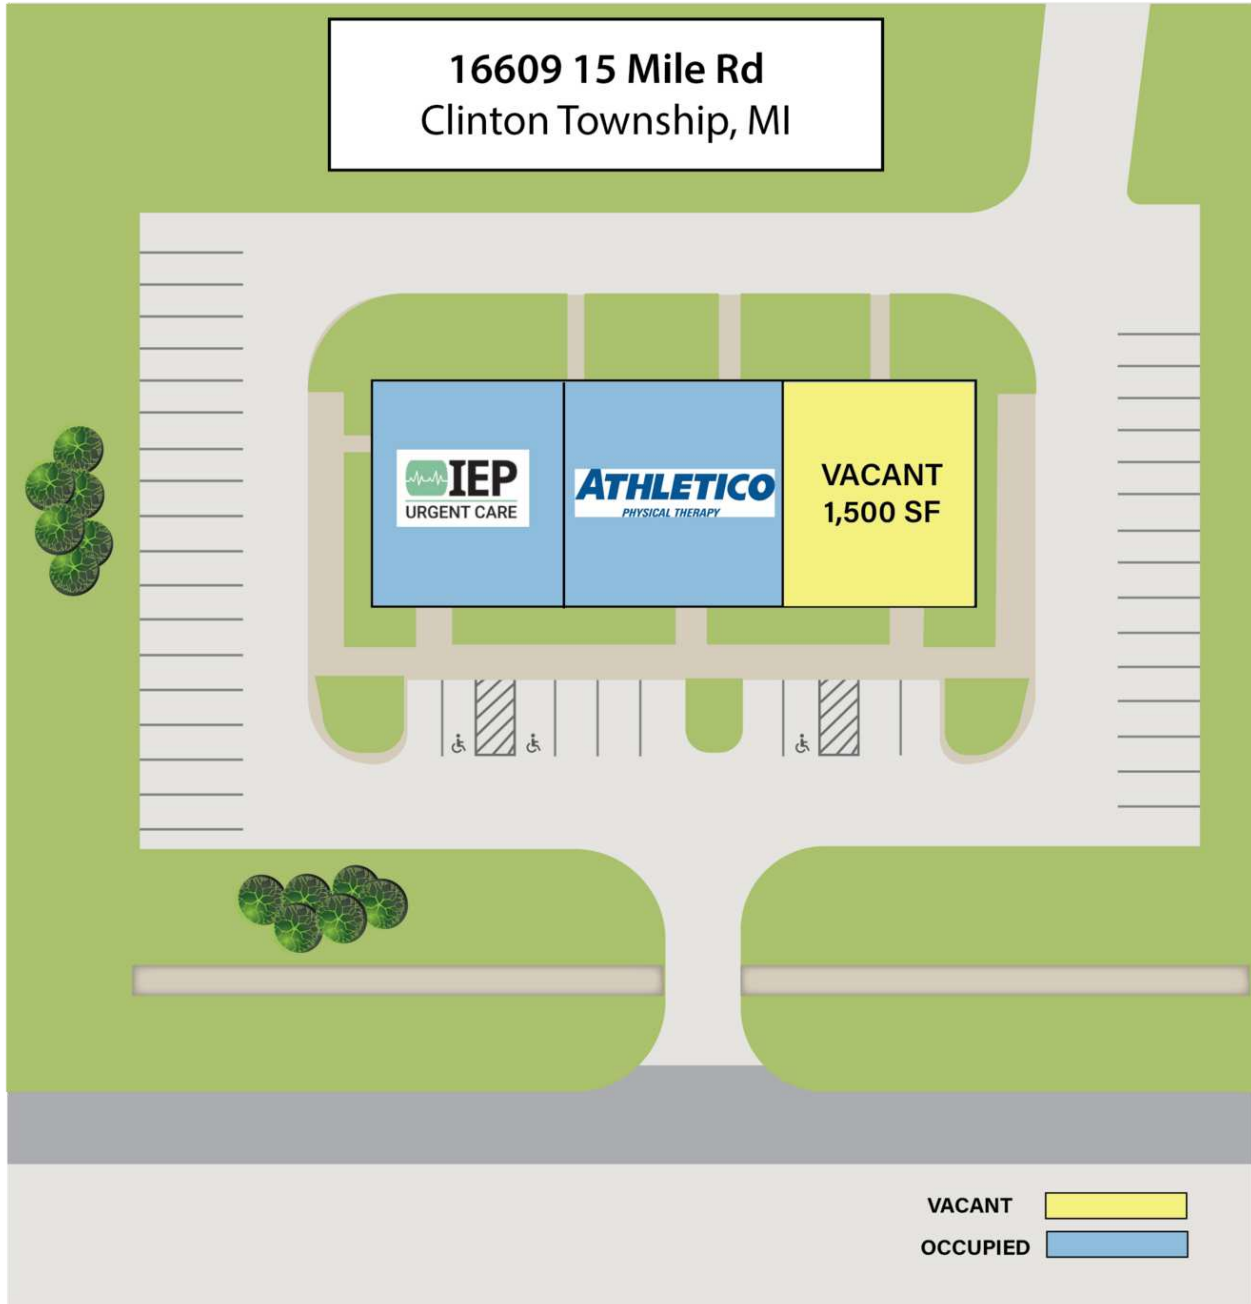 16609 15 Mile Rd
Clinton Township, MI
IEP
URGENT CARE
ATHLETICO
PHYSICAL THERAPY
VACANT
1,500 SF
VACANT
OCCUPIED